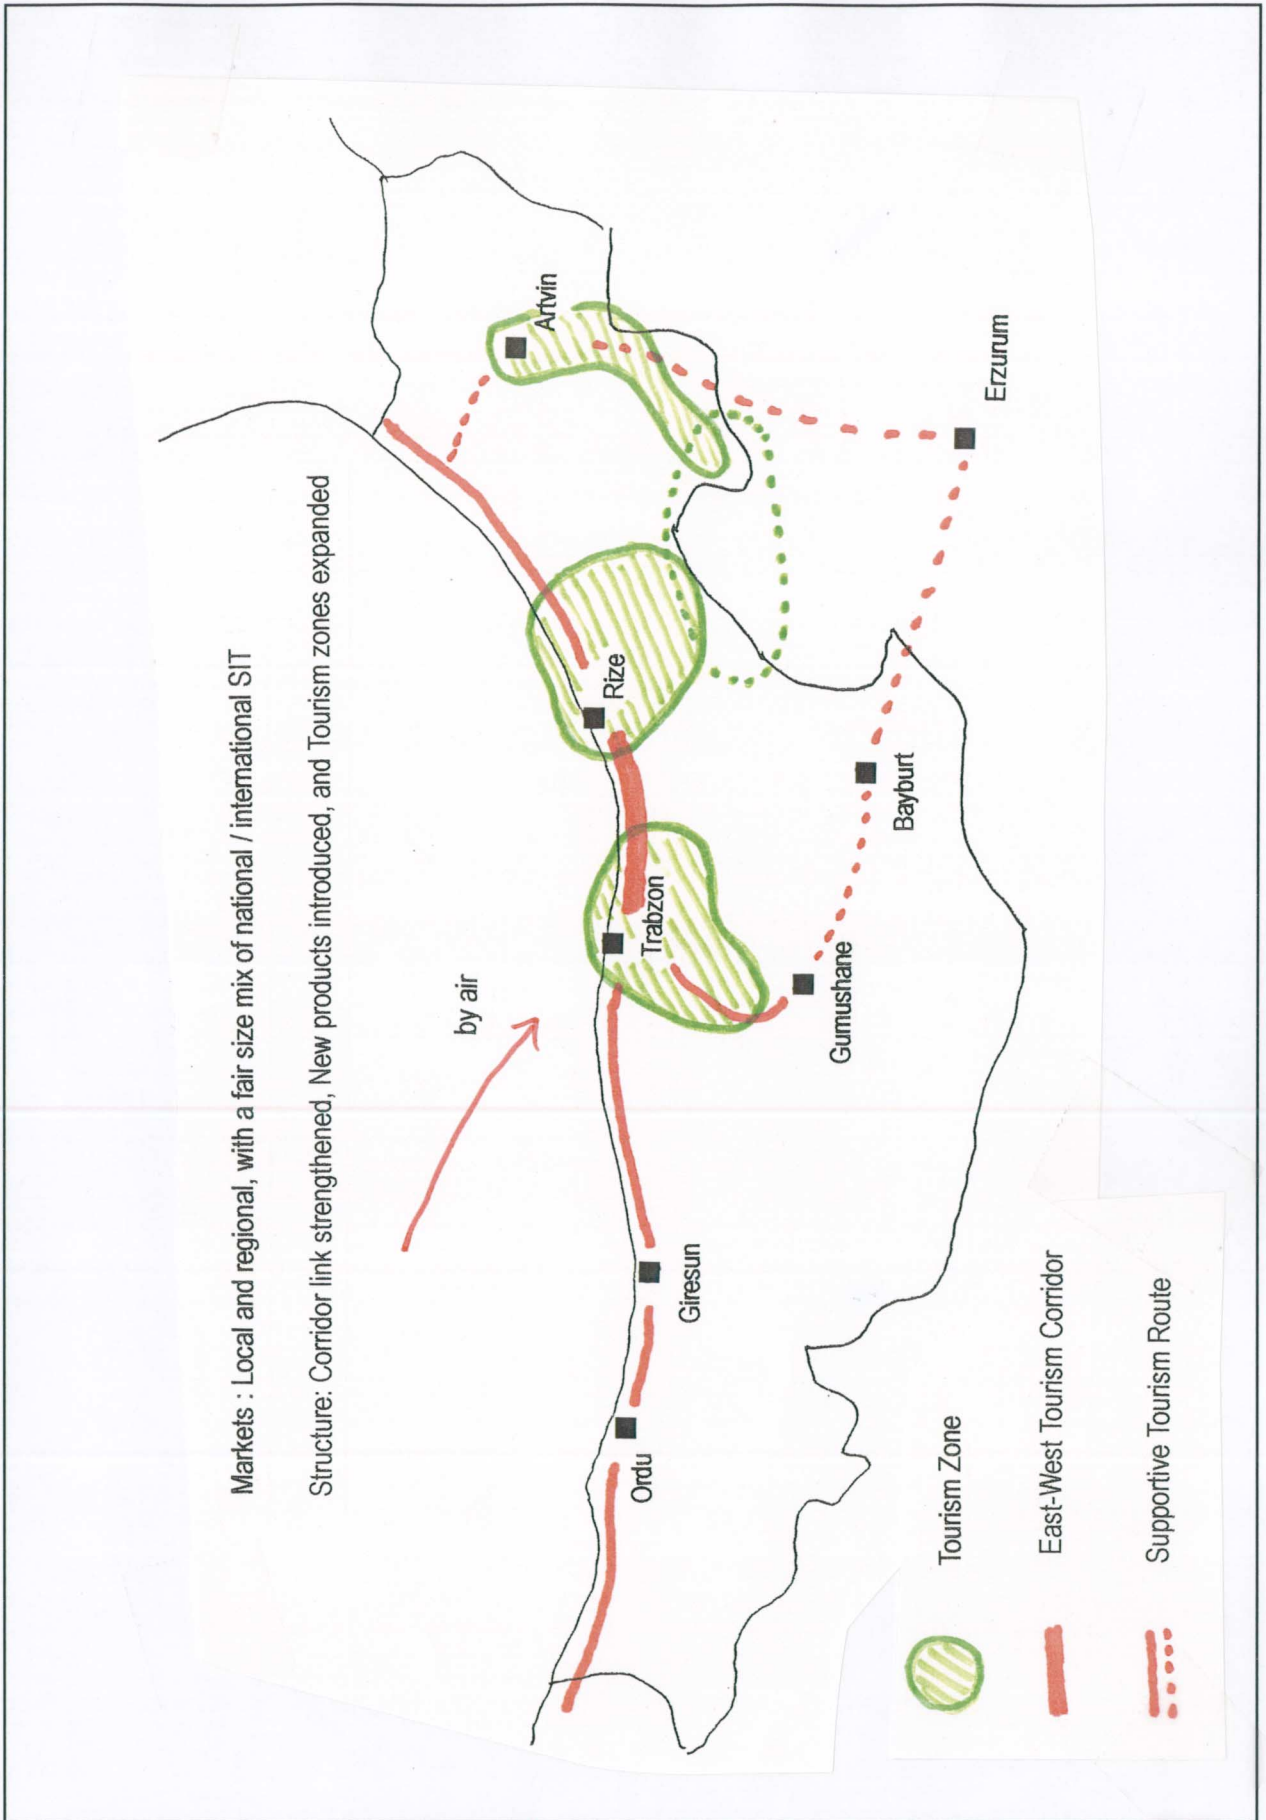 Markets : Local and regional, with a fair size mix of national / international SIT
Structure: Corridor link strengthened, New products introduced, and Tourism zones expanded
by air
Artvin
Rize
Trabzon
Giresun
Ordu
Gumushane
Bayburt
Erzurum
Tourism Zone
East-West Tourism Corridor
Supportive Tourism Route